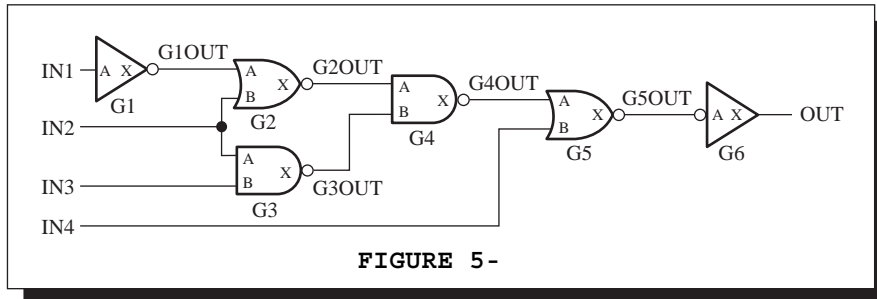 G1OUT
IN1
A X
G1
A
B
X
G2OUT
G2
IN2
A
B
X
G4OUT
G4
A
B
X
G5OUT
G5
A X
OUT
G6
A
B
X
G3OUT
G3
IN3
IN4
FIGURE 5-